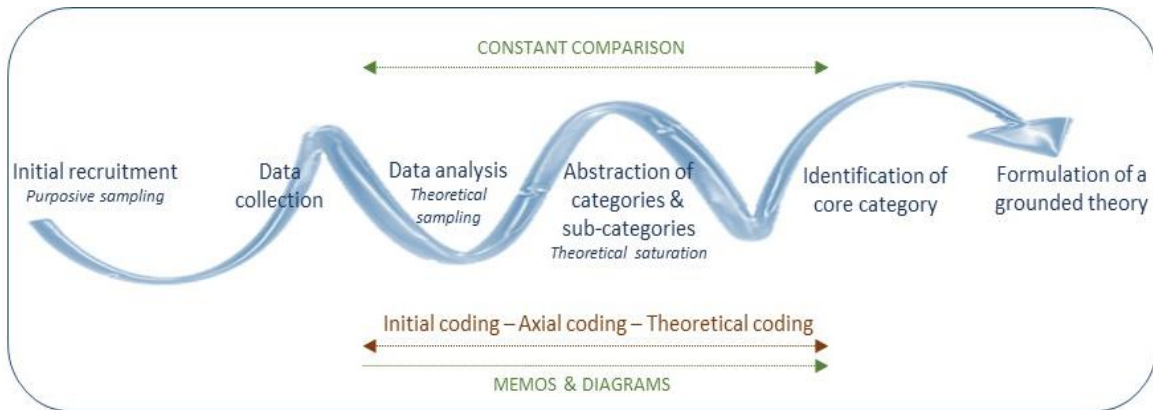 CONSTANT COMPARISON
Initial recruitment
Purposive sampling
Data
collection
Data analysis
Theoretical
sampling
Abstraction of
categories &
sub-categories
Theoretical saturation
Identification of
core category
Formulation of a
grounded theory
Initial coding – Axial coding – Theoretical coding
MEMOS & DIAGRAMS